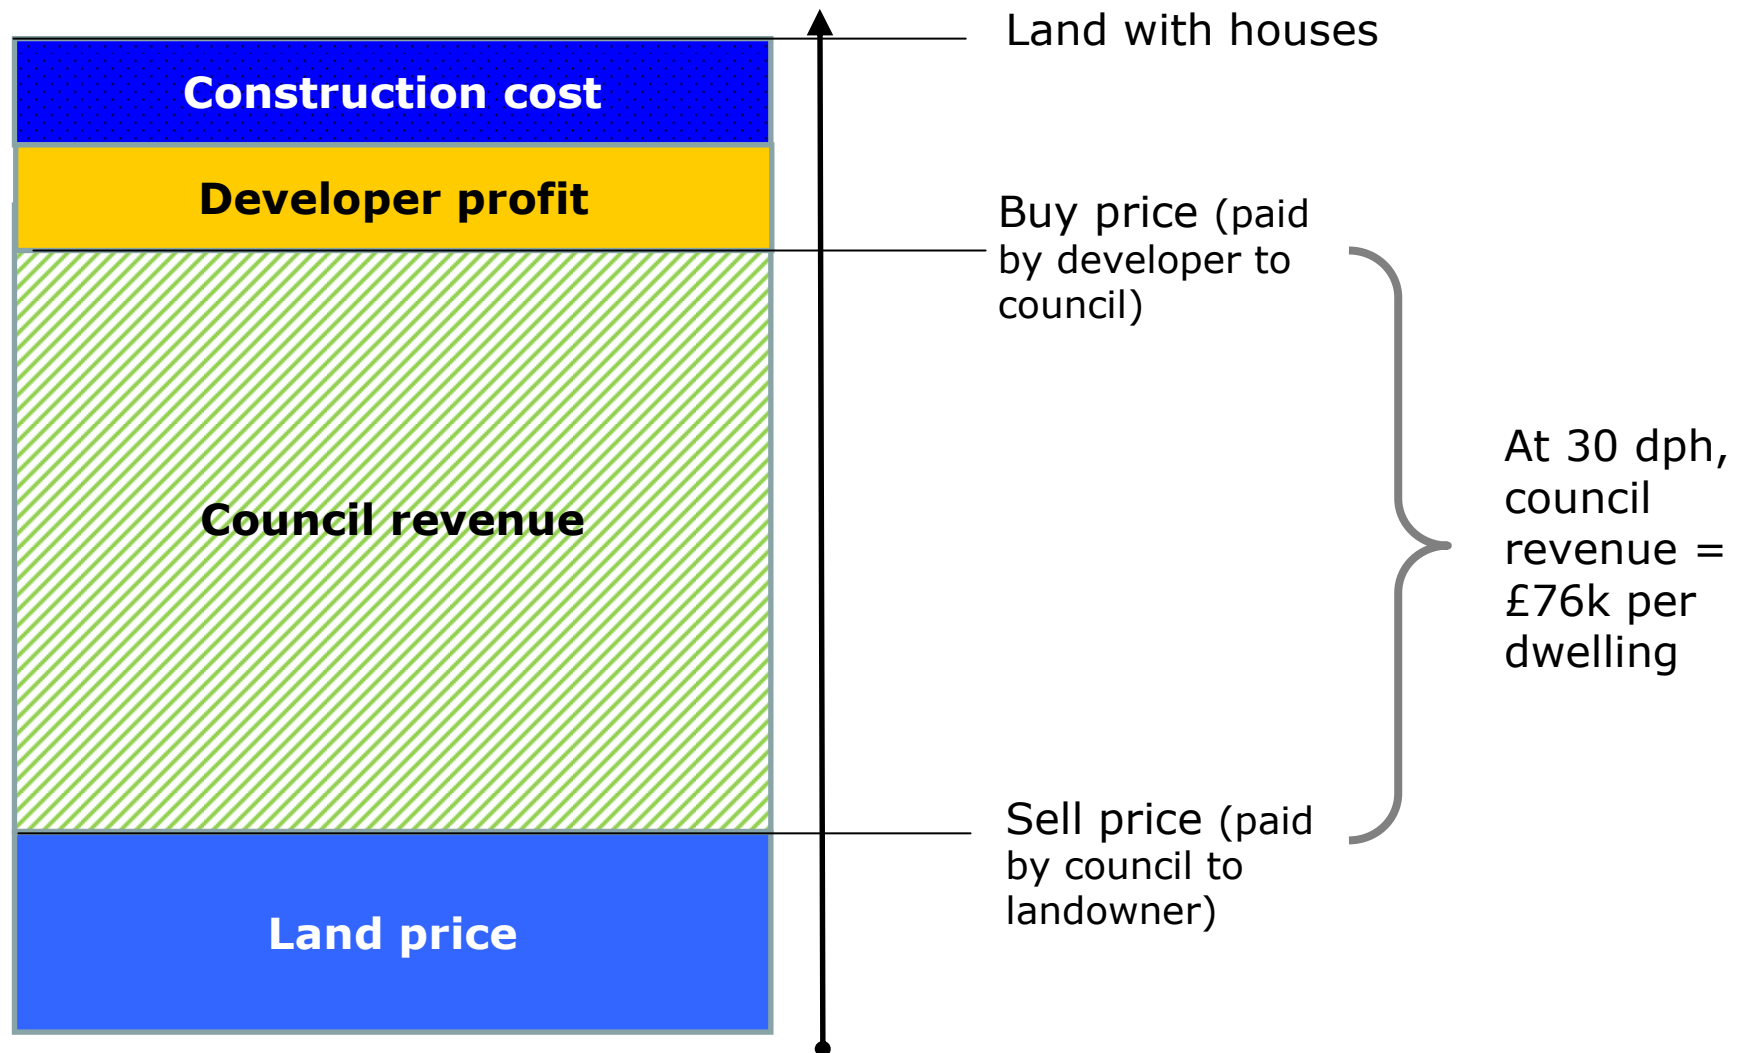 Land with houses
Construction cost
Developer profit
Buy price (paid
by developer to
council)
At 30 dph,
council
revenue =
£76k per
dwelling
Council revenue
Sell price (paid
by council to
landowner)
Land price